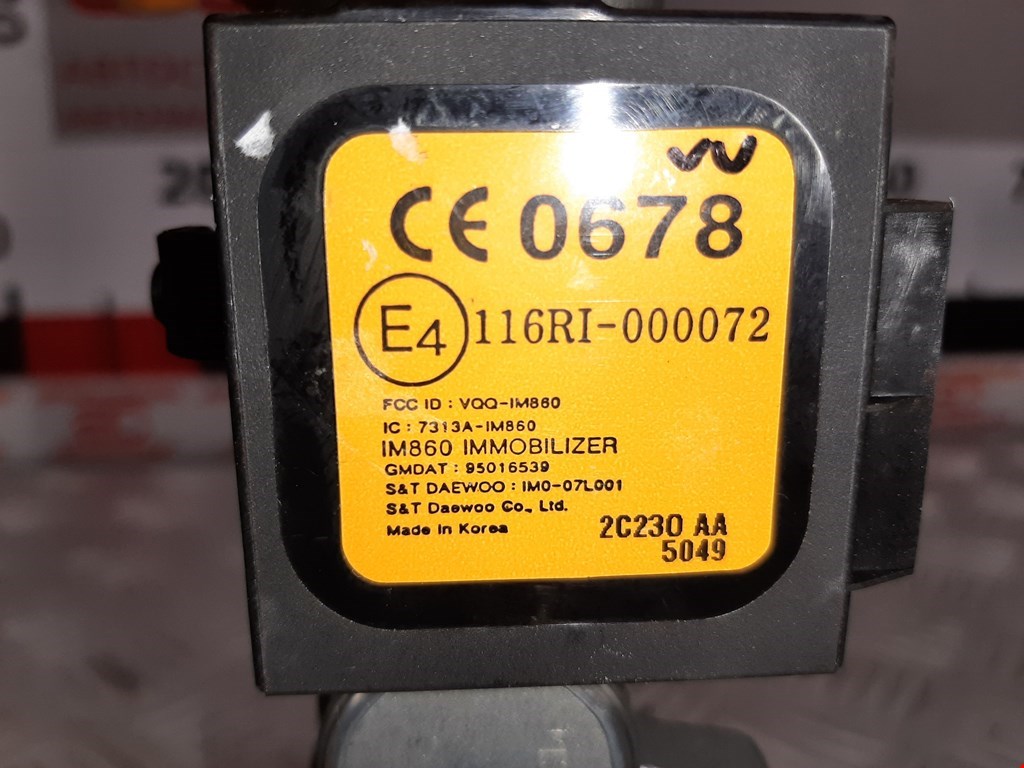 CE 0678
E4 116RI-000072
FCC ID : VQQ-IM860
IC : 7313A-IM860
IM860 IMMOBILIZER
GMDAT : 95016539
S&T DAEWOO : IM0-07L001
S&T Daewoo Co., Ltd.
Made in Korea
2C230 AA
5049